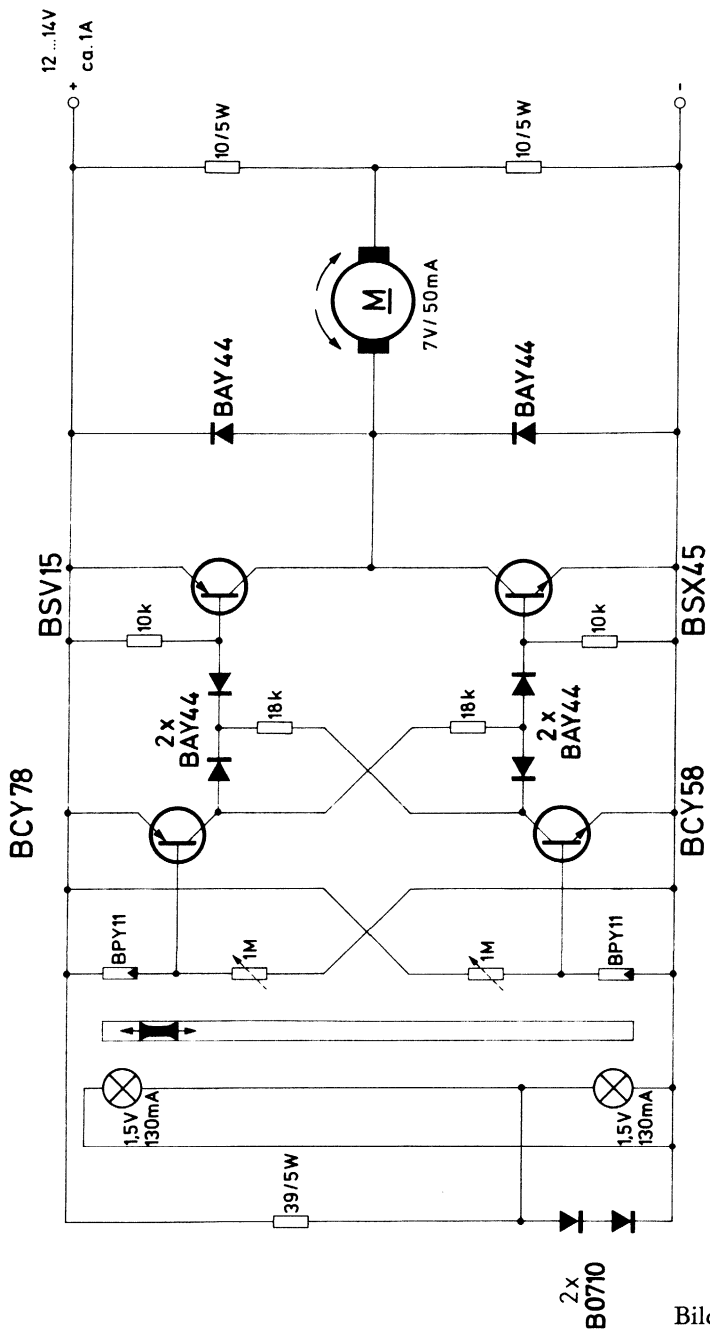 12...14V
ca.1A
+
-
10/5W
10/5W
M
7V/50mA
BAY44
BAY44
BSV15
BSX45
10k
10k
2x
BAY44
2x
BAY44
18k
18k
BCY78
BCY58
BPY11
BPY11
1M
1M
1,5V
130mA
1,5V
130mA
39/5W
2x
B0710
Bild